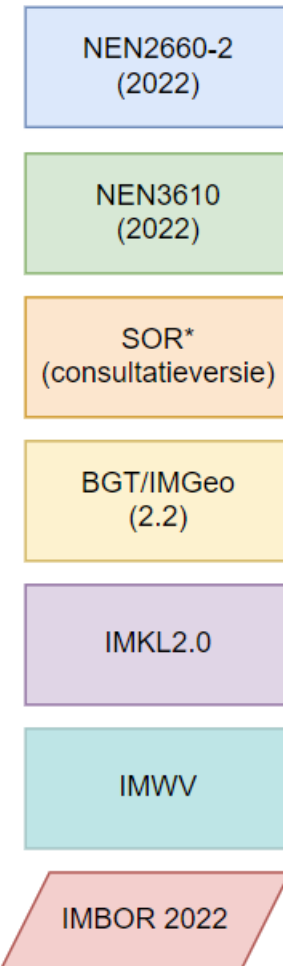 NEN2660-2
(2022)
NEN3610
(2022)
SOR*
(consultatieversie)
BGT/IMGeo
(2.2)
IMKL2.0
IMWV
IMBOR 2022